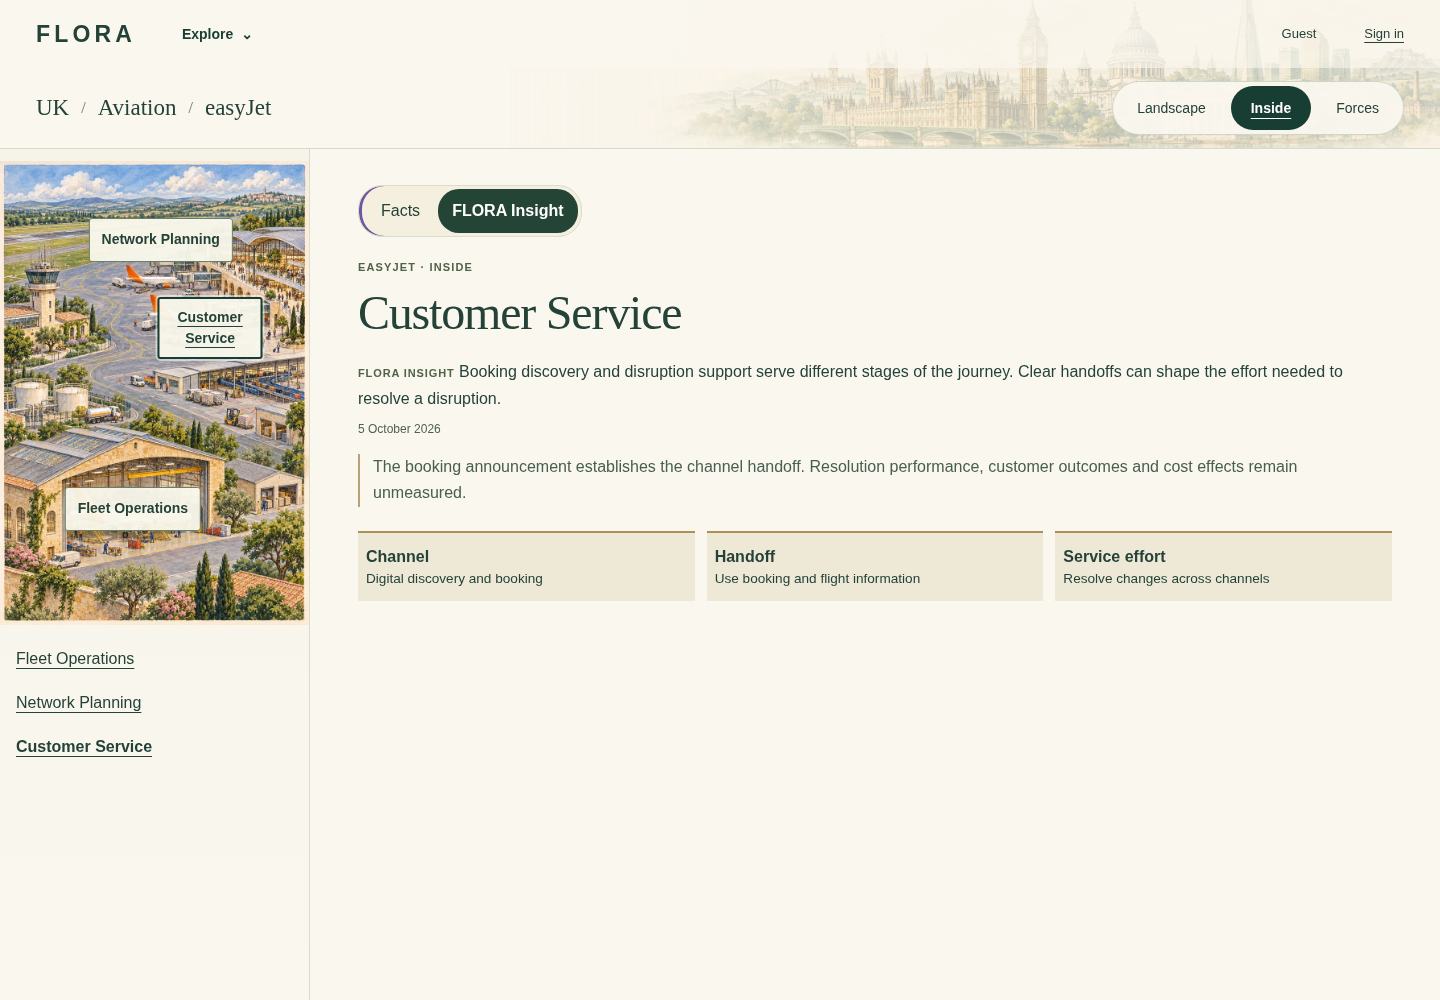 FLORA
Explore
Guest
Sign in
UK / Aviation / easyJet
Landscape
Inside
Forces
Network Planning
Customer
Service
Fleet Operations
Fleet Operations
Network Planning
Customer Service
Facts
FLORA Insight
EASYJET · INSIDE
Customer Service
FLORA INSIGHT Booking discovery and disruption support serve different stages of the journey. Clear handoffs can shape the effort needed to
resolve a disruption.
5 October 2026
The booking announcement establishes the channel handoff. Resolution performance, customer outcomes and cost effects remain
unmeasured.
Channel
Digital discovery and booking
Handoff
Use booking and flight information
Service effort
Resolve changes across channels